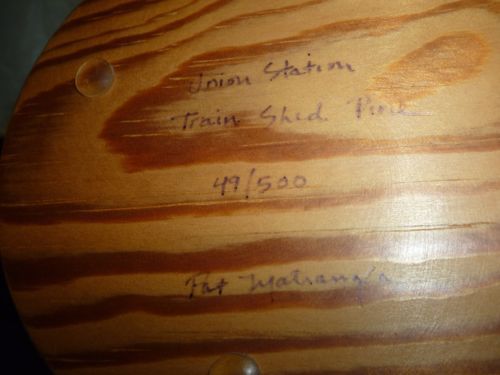 Union Station
Train Shed Pine
49/500
Pat Matranga